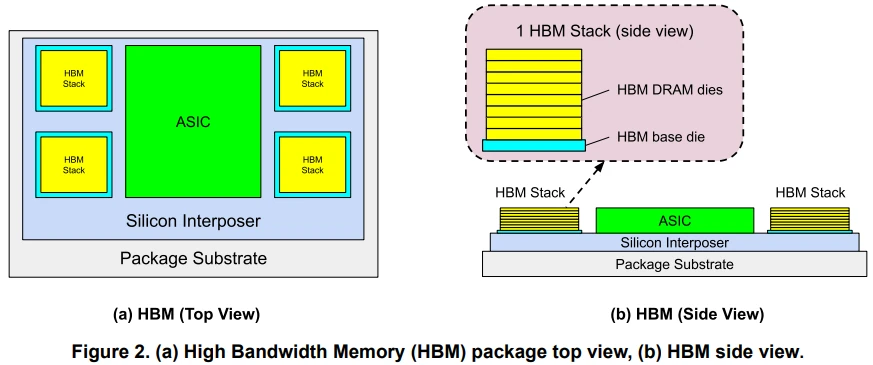 HBM
Stack
HBM
Stack
ASIC
HBM
Stack
HBM
Stack
Silicon Interposer
Package Substrate
(a) HBM (Top View)
1 HBM Stack (side view)
HBM DRAM dies
HBM base die
HBM Stack
HBM Stack
ASIC
Silicon Interposer
Package Substrate
(b) HBM (Side View)
Figure 2. (a) High Bandwidth Memory (HBM) package top view, (b) HBM side view.